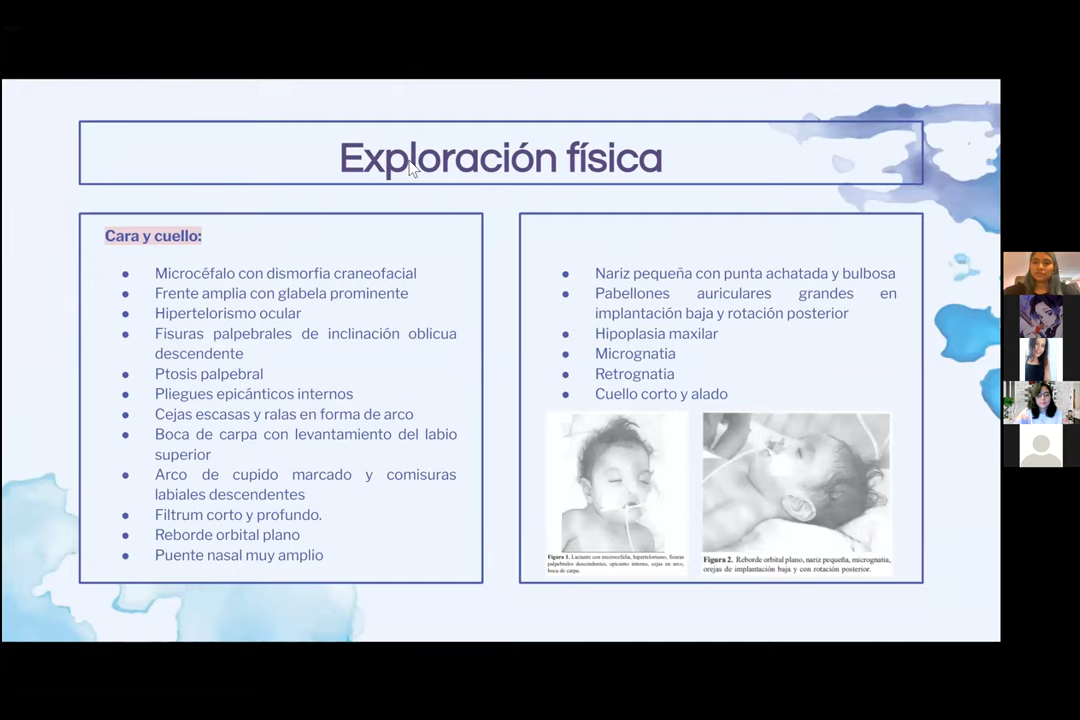 Exploración física
Cara y cuello:
● Microcéfalo con dismorfia craneofacial
● Frente amplia con glabela prominente
● Hipertelorismo ocular
● Fisuras palpebrales de inclinación oblicua
descendente
● Ptosis palpebral
● Pliegues epicánticos internos
● Cejas escasas y ralas en forma de arco
● Boca de carpa con levantamiento del labio
superior
● Arco de cupido marcado y comisuras
labiales descendentes
● Filtrum corto y profundo.
● Reborde orbital plano
● Puente nasal muy amplio
● Nariz pequeña con punta achatada y bulbosa
● Pabellones auriculares grandes en
implantación baja y rotación posterior
● Hipoplasia maxilar
● Micrognatia
● Retrognatia
● Cuello corto y alado
Figura 1. Lactante con microcefalia, hipertelorismo, fisuras
palpebrales descendentes, epicanto interno, cejas en arco,
boca de carpa.
Figura 2. Reborde orbital plano, nariz pequeña, micrognatia,
orejas de implantación baja y con rotación posterior.